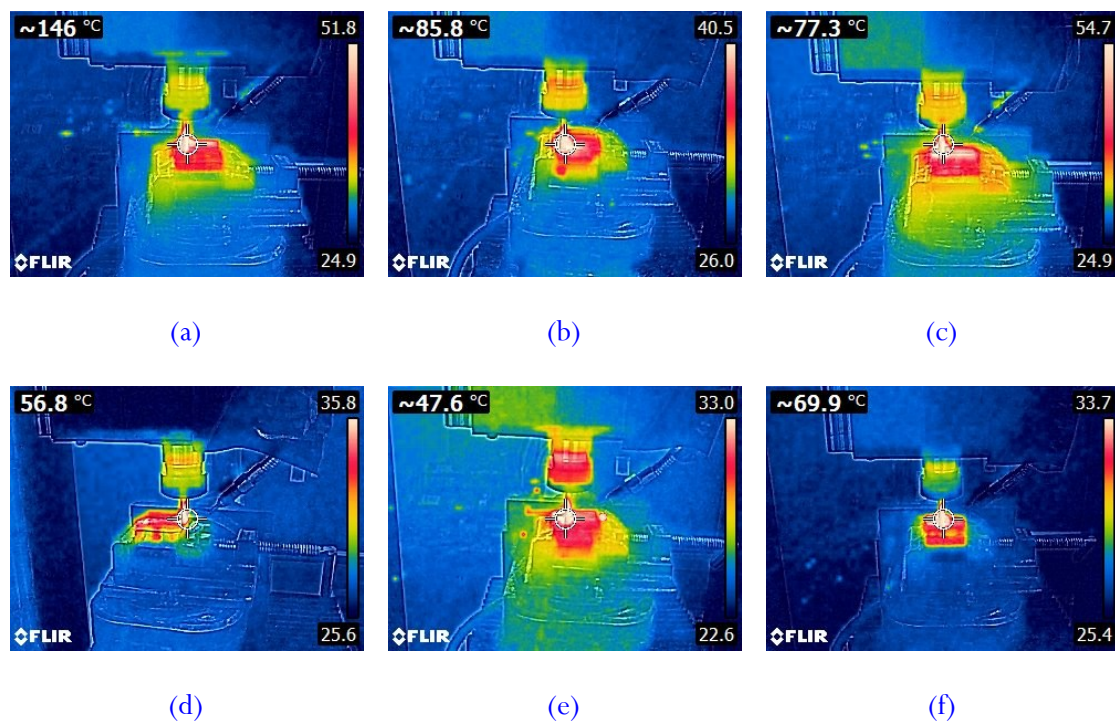 ~146 °C 51.8
~85.8 °C 40.5
~77.3 °C 54.7
FLIR 24.9
FLIR 26.0
FLIR 24.9
(a) (b) (c)
56.8 °C 35.8
~47.6 °C 33.0
~69.9 °C 33.7
FLIR 25.6
FLIR 22.6
FLIR 25.4
(d) (e) (f)